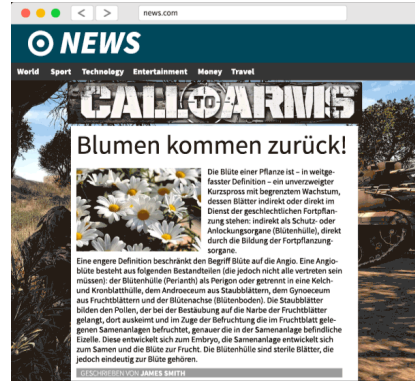 news.com
NEWS
World Sport Technology Entertainment Money Travel
CALL TO ARMS
Blumen kommen zurück!
Die Blüte einer Pflanze ist – in weitge-
fasster Definition – ein unverzweigter
Kurzspross mit begrenztem Wachstum,
dessen Blätter indirekt oder direkt im
Dienst der geschlechtlichen Fortpflan-
zung stehen: indirekt als Schutz- oder
Anlockungsorgane (Blütenhülle), direkt
durch die Bildung der Fortpflanzung-
sorgane.
Eine engere Definition beschränkt den Begriff Blüte auf die Angio. Eine Angio-
blüte besteht aus folgenden Bestandteilen (die jedoch nicht alle vertreten sein
müssen): der Blütenhülle (Perianth) als Perigon oder getrennt in eine Kelch-
und Kronblatthülle, dem Androeceum aus Staubblättern, dem Gynoeceum
aus Fruchtblättern und der Blütenachse (Blütenboden). Die Staubblätter
bilden den Pollen, der bei der Bestäubung auf die Narbe der Fruchtblätter
gelangt, dort auskeimt und im Zuge der Befruchtung die im Fruchtblatt gele-
genen Samenanlagen befruchtet, genauer die in der Samenanlage befindliche
Eizelle. Diese entwickelt sich zum Embryo, die Samenanlage entwickelt sich
zum Samen und die Blüte zur Frucht. Die Blütenhülle sind sterile Blätter, die
jedoch eindeutig zur Blüte gehören.
GESCHRIEBEN VON JAMES SMITH